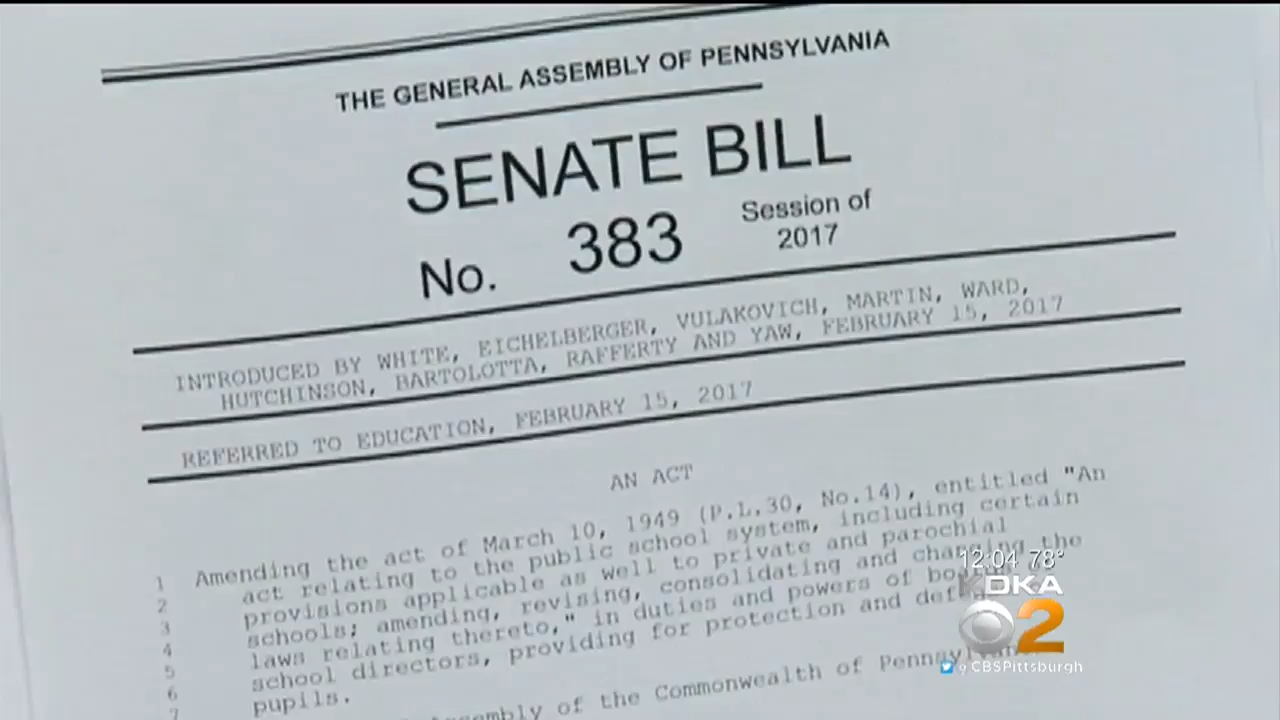 THE GENERAL ASSEMBLY OF PENNSYLVANIA
SENATE BILL
No. 383 Session of
2017
INTRODUCED BY WHITE, EICHELBERGER, VULAKOVICH, MARTIN, WARD,
HUTCHINSON, BARTOLOTTA, RAFFERTY AND YAW, FEBRUARY 15, 2017
REFERRED TO EDUCATION, FEBRUARY 15, 2017
AN ACT
1 Amending the act of March 10, 1949 (P.L.30, No.14), entitled "An
2 act relating to the public school system, including certain
3 provisions applicable as well to private and parochial
4 schools; amending, revising, consolidating and changing the
5 laws relating thereto," in duties and powers of
6 school directors, providing for protection and
7 pupils.
of the Commonwealth of
12:04 78°
KDKA
2
@CBSPittsburgh